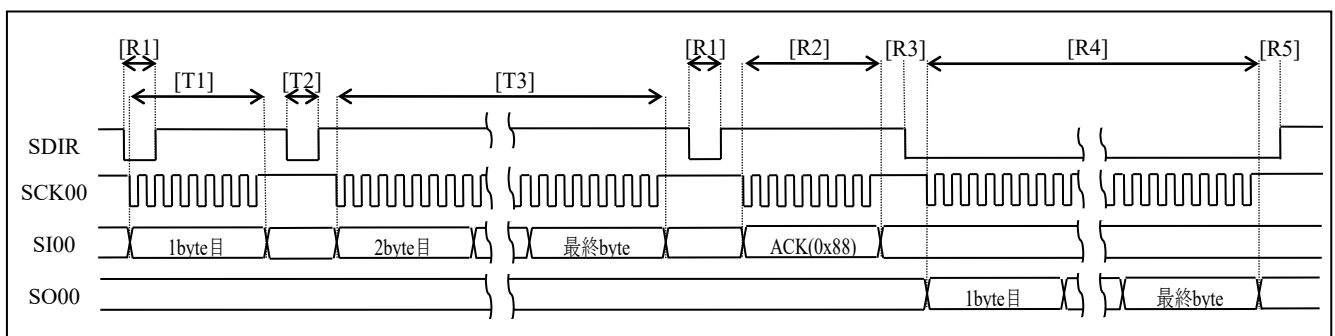 [R1] [R1] [R2] [R3] [R4] [R5]
[T1] [T2] [T3]
SDIR
SCK00
SI00 1byte目 2byte目 最終byte ACK(0x88)
SO00 1byte目 最終byte